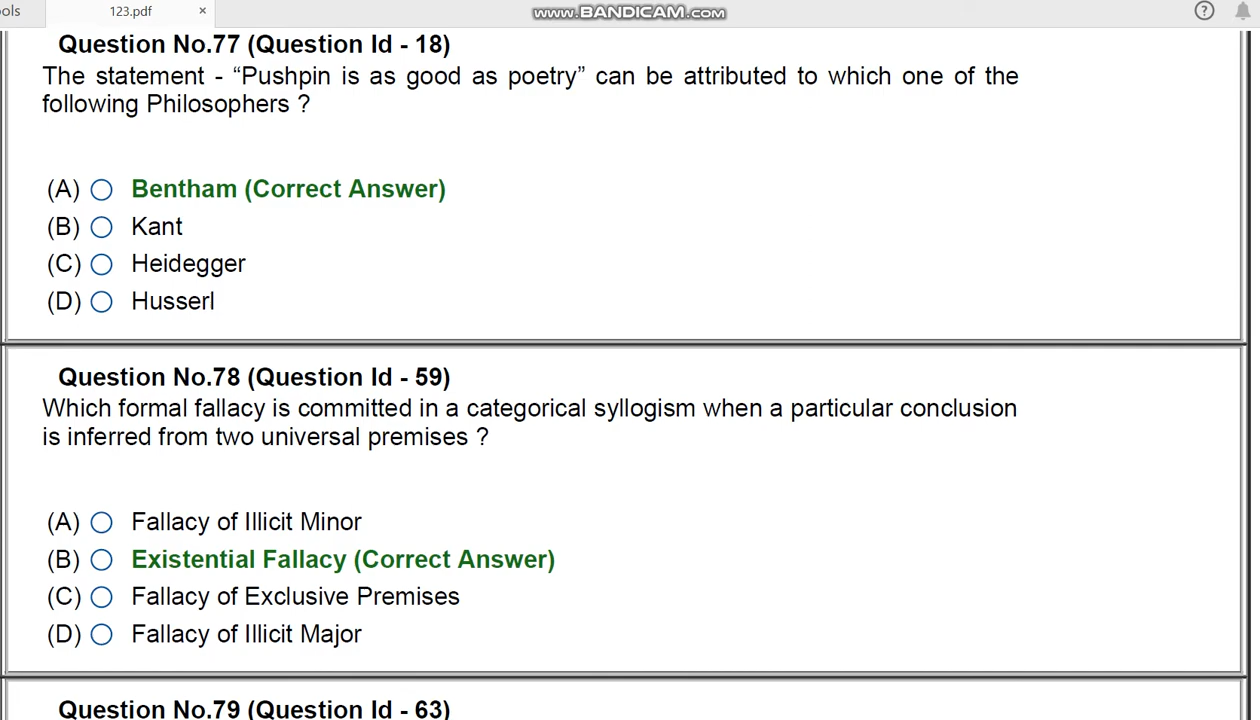 ols
123.pdf ×
www.BANDICAM.com
?
Question No.77 (Question Id - 18)
The statement - “Pushpin is as good as poetry” can be attributed to which one of the
following Philosophers ?
(A) Bentham (Correct Answer)
(B) Kant
(C) Heidegger
(D) Husserl
Question No.78 (Question Id - 59)
Which formal fallacy is committed in a categorical syllogism when a particular conclusion
is inferred from two universal premises ?
(A) Fallacy of Illicit Minor
(B) Existential Fallacy (Correct Answer)
(C) Fallacy of Exclusive Premises
(D) Fallacy of Illicit Major
Question No.79 (Question Id - 63)